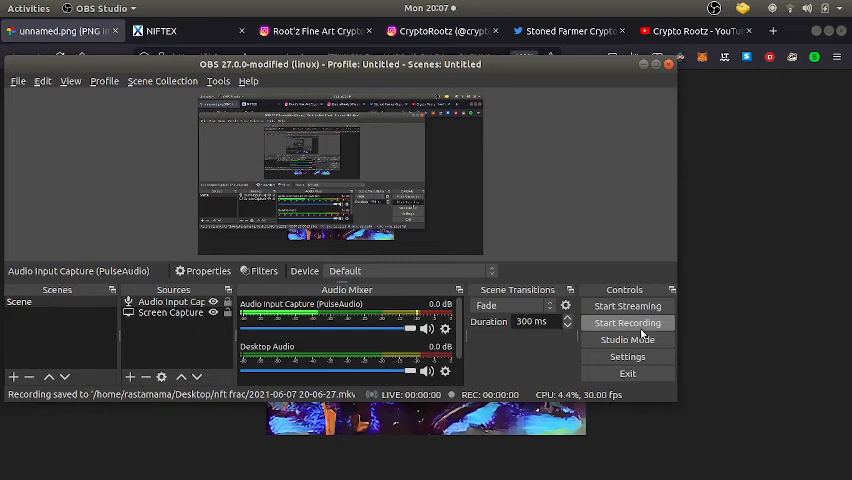 Activities OBS Studio Mon 20:07
unnamed.png (PNG In NIFTEX Root'z Fine Art Crypto CryptoRootz (@crypt Stoned Farmer Crypto Crypto Rootz - YouT
OBS 27.0.0-modified (linux) - Profile: Untitled - Scenes: Untitled
File Edit View Profile Scene Collection Tools Help
Audio Input Capture (PulseAudio) Properties Filters Device Default
Scenes Sources Audio Mixer Scene Transitions Controls
Scene Audio Input Cap Audio Input Capture (PulseAudio) 0.0 dB Fade Start Streaming
Screen Capture Duration 300 ms Start Recording
Desktop Audio 0.0 dB Studio Mode
Settings
Exit
Recording saved to '/home/rastamama/Desktop/nft frac/2021-06-07 20-06-27.mkv LIVE: 00:00:00 REC: 00:00:00 CPU: 4.4%, 30.00 fps